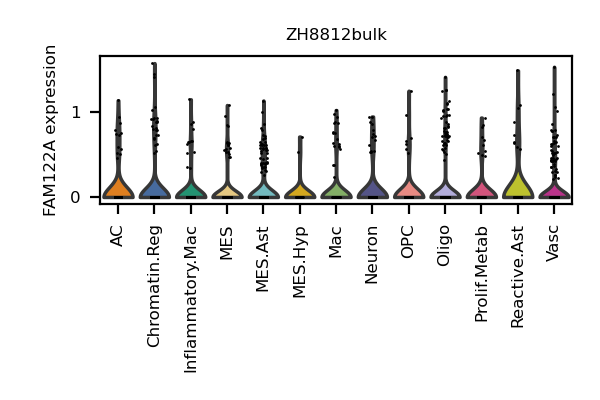 ZH8812bulk
FAM122A expression
1
0
AC
Chromatin.Reg
Inflammatory.Mac
MES
MES.Ast
MES.Hyp
Mac
Neuron
OPC
Oligo
Prolif.Metab
Reactive.Ast
Vasc